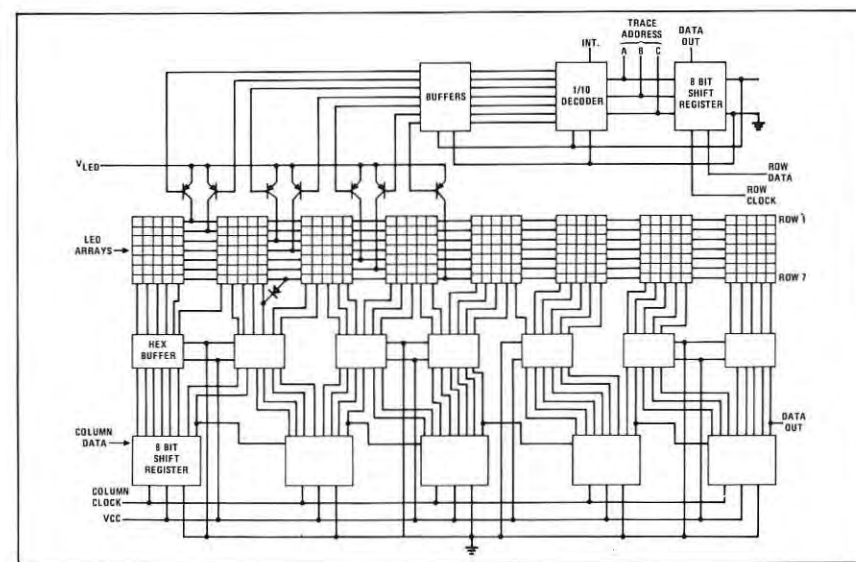 TRACE
ADDRESS
DATA
OUT
INT.
A B C
BUFFERS
1/10
DECODER
8 BIT
SHIFT
REGISTER
VLED
ROW
DATA
ROW
CLOCK
LED
ARRAYS
ROW 1
ROW 7
HEX
BUFFER
COLUMN
DATA
8 BIT
SHIFT
REGISTER
DATA
OUT
COLUMN
CLOCK
VCC